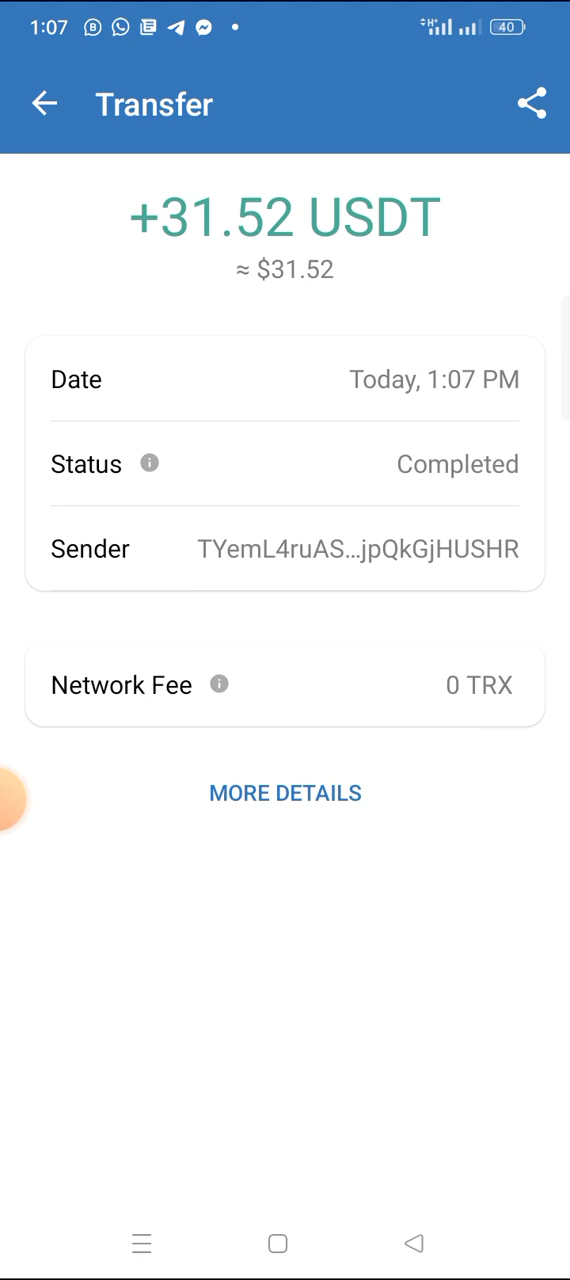 1:07 40
Transfer
+31.52 USDT
≈ $31.52
Date Today, 1:07 PM
Status Completed
Sender TYemL4ruAS...jpQkGjHUSHR
Network Fee 0 TRX
MORE DETAILS